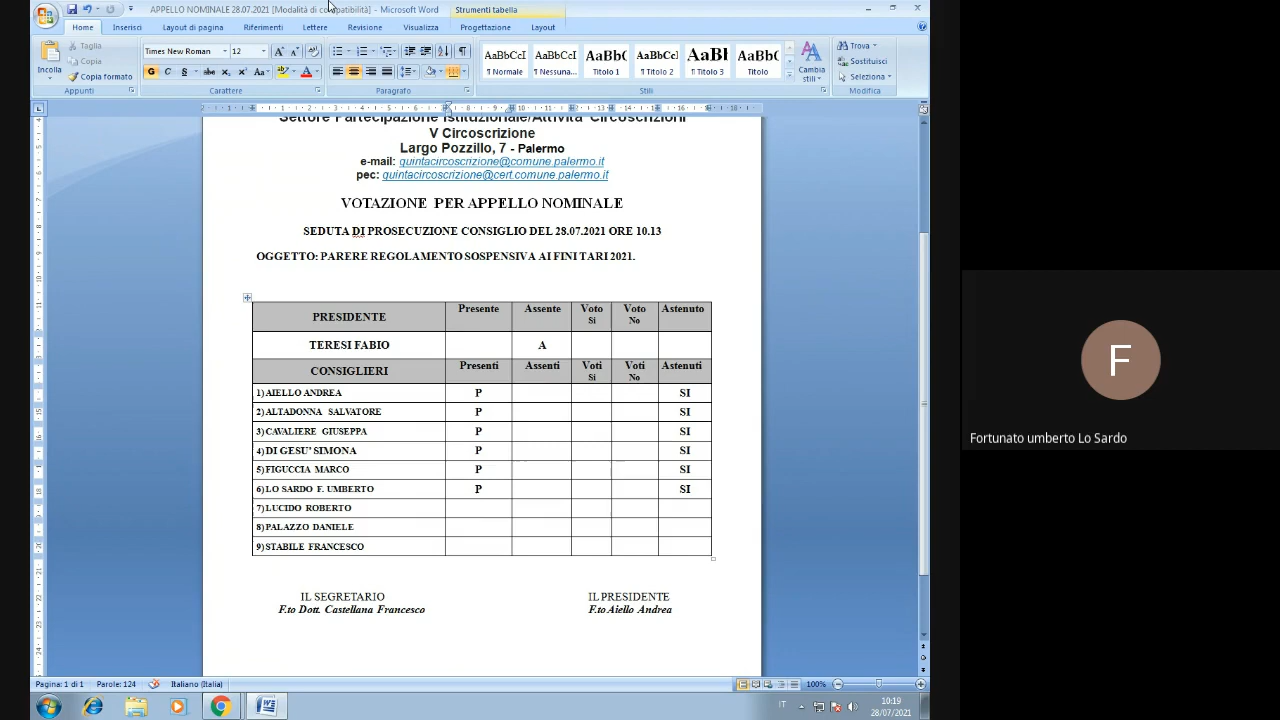 APPELLO NOMINALE 28.07.2021 [Modalità di compatibilità] - Microsoft Word
Strumenti tabella
Home Inserisci Layout di pagina Riferimenti Lettere Revisione Visualizza Progettazione Layout
Incolla
Taglia
Copia
Copia formato
Appunti
Times New Roman 12
Carattere
Paragrafo
AaBbCcI AaBbCcI AaBb( AaBbCc AaBl AaBb(
¶ Normale ¶ Nessuna... Titolo 1 ¶ Titolo 2 ¶ Titolo 3 Titolo
Cambia stili
Stili
Trova
Sostituisci
Seleziona
Modifica
Settore Partecipazione Istituzionale/Attività Circoscrizioni
V Circoscrizione
Largo Pozzillo, 7 - Palermo
e-mail: quintacircoscrizione@comune.palermo.it
pec: quintacircoscrizione@cert.comune.palermo.it
VOTAZIONE PER APPELLO NOMINALE
SEDUTA DI PROSECUZIONE CONSIGLIO DEL 28.07.2021 ORE 10.13
OGGETTO: PARERE REGOLAMENTO SOSPENSIVA AI FINI TARI 2021.
PRESIDENTE Presente Assente Voto Si Voto No Astenuto
TERESI FABIO A
CONSIGLIERI Presenti Assenti Voti Si Voti No Astenuti
1) AIELLO ANDREA P SI
2) ALTADONNA SALVATORE P SI
3) CAVALIERE GIUSEPPA P SI
4) DI GESU' SIMONA P SI
5) FIGUCCIA MARCO P SI
6) LO SARDO F. UMBERTO P SI
7) LUCIDO ROBERTO
8) PALAZZO DANIELE
9) STABILE FRANCESCO
IL SEGRETARIO IL PRESIDENTE
F.to Dott. Castellana Francesco F.to Aiello Andrea
F
Fortunato umberto Lo Sardo
Pagina: 1 di 1 Parole: 124 Italiano (Italia) 100%
IT 10:19
28/07/2021